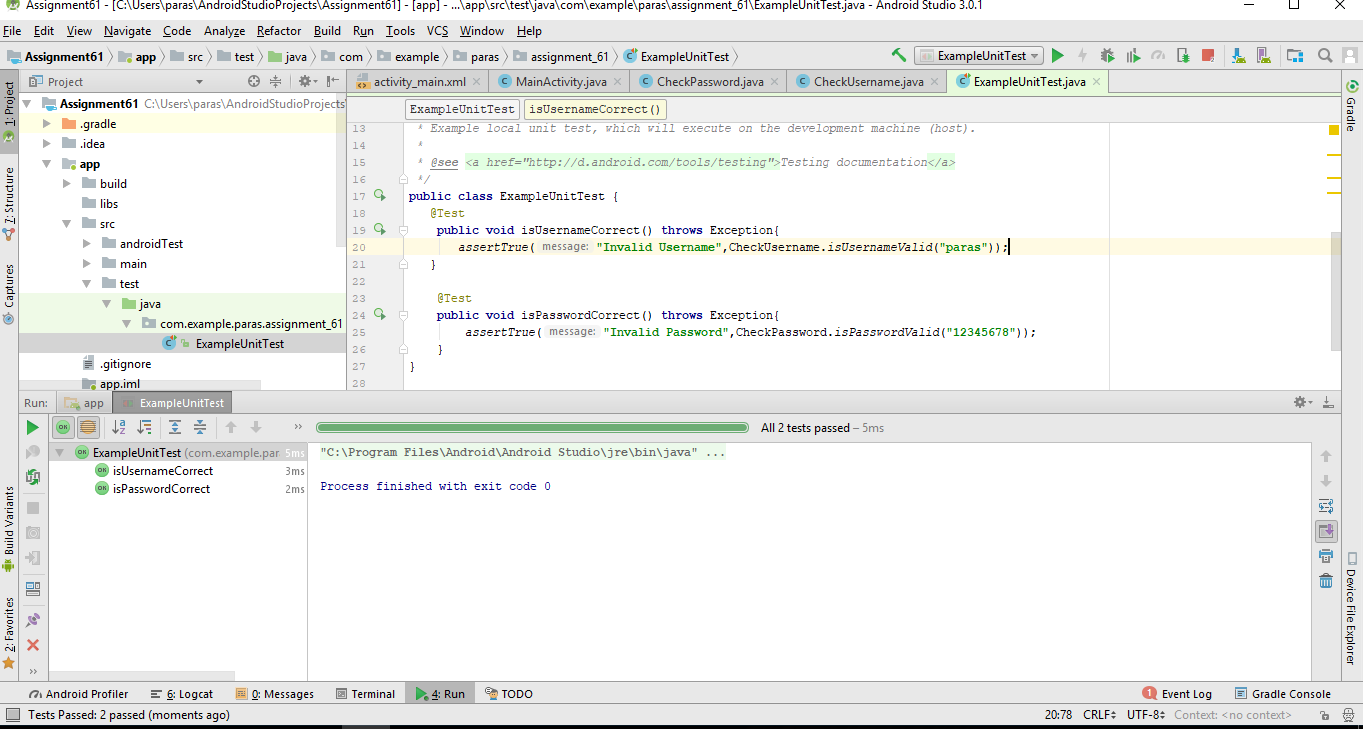 Assignment61 - [C:\Users\paras\AndroidStudioProjects\Assignment61] - [app] - ...\app\src\test\java\com\example\paras\assignment_61\ExampleUnitTest.java - Android Studio 3.0.1
File Edit View Navigate Code Analyze Refactor Build Run Tools VCS Window Help
Assignment61 app src test java com example paras assignment_61 ExampleUnitTest ExampleUnitTest
Project
activity_main.xml MainActivity.java CheckPassword.java CheckUsername.java ExampleUnitTest.java
1: Project
7: Structure
Captures
Build Variants
2: Favorites
Assignment61 C:\Users\paras\AndroidStudioProjects
.gradle
.idea
app
build
libs
src
androidTest
main
test
java
com.example.paras.assignment_61
ExampleUnitTest
.gitignore
app.iml
ExampleUnitTest isUsernameCorrect()
13 * Example local unit test, which will execute on the development machine (host).
14 *
15 * @see <a href="http://d.android.com/tools/testing">Testing documentation</a>
16 */
17 public class ExampleUnitTest {
18 @Test
19 public void isUsernameCorrect() throws Exception{
20 assertTrue( message: "Invalid Username",CheckUsername.isUsernameValid("paras"));
21 }
22
23 @Test
24 public void isPasswordCorrect() throws Exception{
25 assertTrue( message: "Invalid Password",CheckPassword.isPasswordValid("12345678"));
26 }
27 }
28
Gradle
Device File Explorer
Run: app ExampleUnitTest
OK All 2 tests passed – 5ms
OK ExampleUnitTest (com.example.par 5ms
OK isUsernameCorrect 3ms
OK isPasswordCorrect 2ms
"C:\Program Files\Android\Android Studio\jre\bin\java" ...
Process finished with exit code 0
Android Profiler 6: Logcat 0: Messages Terminal 4: Run TODO 1 Event Log Gradle Console
Tests Passed: 2 passed (moments ago) 20:78 CRLF UTF-8 Context: <no context>